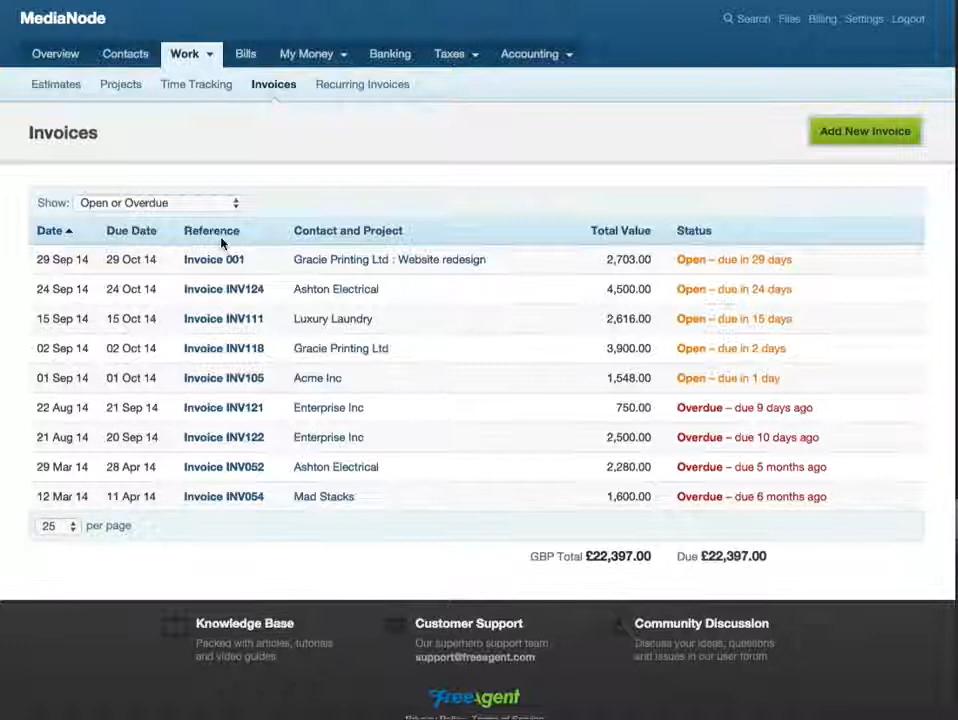 MediaNode
Search Files Billing Settings Logout
Overview Contacts Work Bills My Money Banking Taxes Accounting
Estimates Projects Time Tracking Invoices Recurring Invoices
Invoices
Add New Invoice
Show: Open or Overdue
Date Due Date Reference Contact and Project Total Value Status
29 Sep 14 29 Oct 14 Invoice 001 Gracie Printing Ltd : Website redesign 2,703.00 Open – due in 29 days
24 Sep 14 24 Oct 14 Invoice INV124 Ashton Electrical 4,500.00 Open – due in 24 days
15 Sep 14 15 Oct 14 Invoice INV111 Luxury Laundry 2,616.00 Open – due in 15 days
02 Sep 14 02 Oct 14 Invoice INV118 Gracie Printing Ltd 3,900.00 Open – due in 2 days
01 Sep 14 01 Oct 14 Invoice INV105 Acme Inc 1,548.00 Open – due in 1 day
22 Aug 14 21 Sep 14 Invoice INV121 Enterprise Inc 750.00 Overdue – due 9 days ago
21 Aug 14 20 Sep 14 Invoice INV122 Enterprise Inc 2,500.00 Overdue – due 10 days ago
29 Mar 14 28 Apr 14 Invoice INV052 Ashton Electrical 2,280.00 Overdue – due 5 months ago
12 Mar 14 11 Apr 14 Invoice INV054 Mad Stacks 1,600.00 Overdue – due 6 months ago
25 per page
GBP Total £22,397.00 Due £22,397.00
Knowledge Base Customer Support Community Discussion
Packed with articles, tutorials Our superhero support team Discuss your ideas, questions
and video guides support@freeagent.com and issues in our user forum
FreeAgent
Privacy Policy Terms of Service